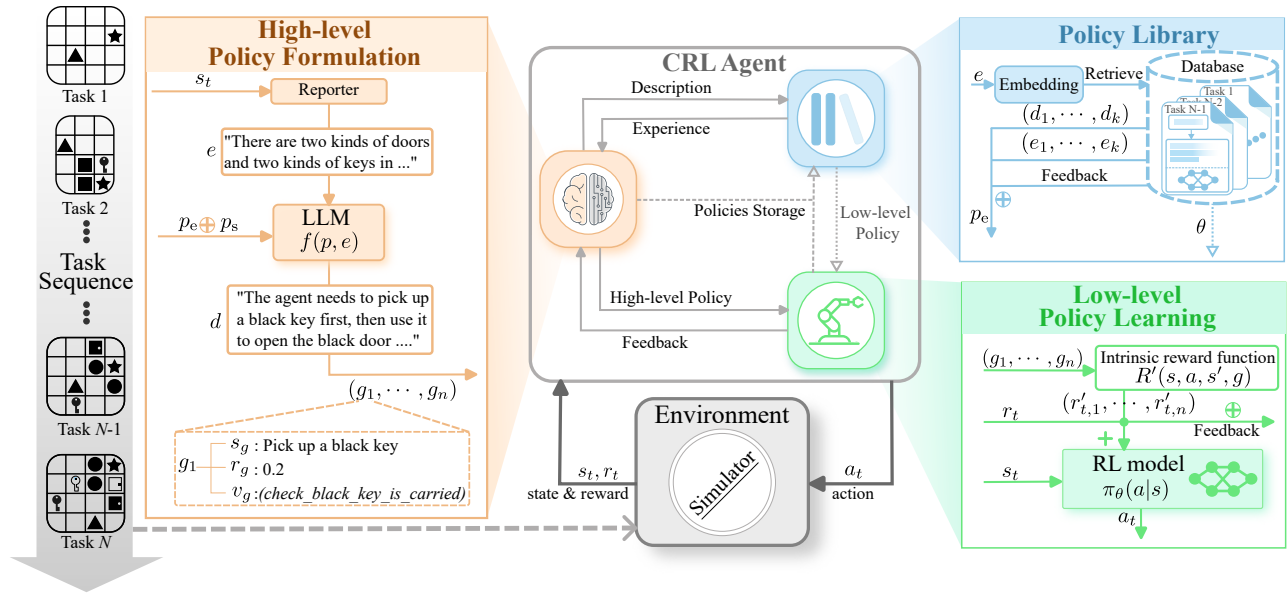 Task 1
Task 2
Task
Sequence
Task N-1
Task N
High-level
Policy Formulation
s_t
Reporter
e
"There are two kinds of doors
and two kinds of keys in ..."
p_e ⊕ p_s
LLM
f(p, e)
d
"The agent needs to pick up
a black key first, then use it
to open the black door ...."
(g_1, ⋯ , g_n)
g_1
s_g : Pick up a black key
r_g : 0.2
v_g : (check_black_key_is_carried)
CRL Agent
Description
Experience
Policies Storage
Low-level
Policy
High-level Policy
Feedback
Environment
Simulator
s_t, r_t
state & reward
a_t
action
Policy Library
e
Embedding
Retrieve
Database
Task 1
Task N-2
Task N-1
(d_1, ⋯ , d_k)
(e_1, ⋯ , e_k)
Feedback
p_e
⊕
θ
Low-level
Policy Learning
(g_1, ⋯ , g_n)
Intrinsic reward function
R′(s, a, s′, g)
r_t
(r′_{t,1}, ⋯ , r′_{t,n})
⊕
Feedback
+
s_t
RL model
π_θ(a|s)
a_t